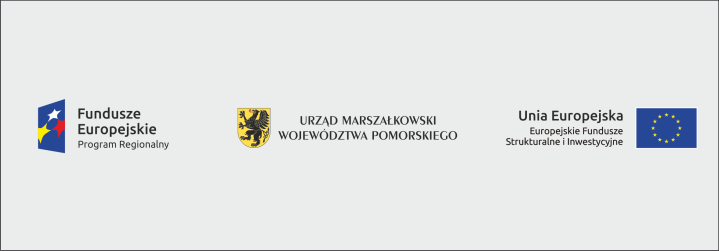 Fundusze
Europejskie
Program Regionalny
URZĄD MARSZAŁKOWSKI
WOJEWÓDZTWA POMORSKIEGO
Unia Europejska
Europejskie Fundusze
Strukturalne i Inwestycyjne